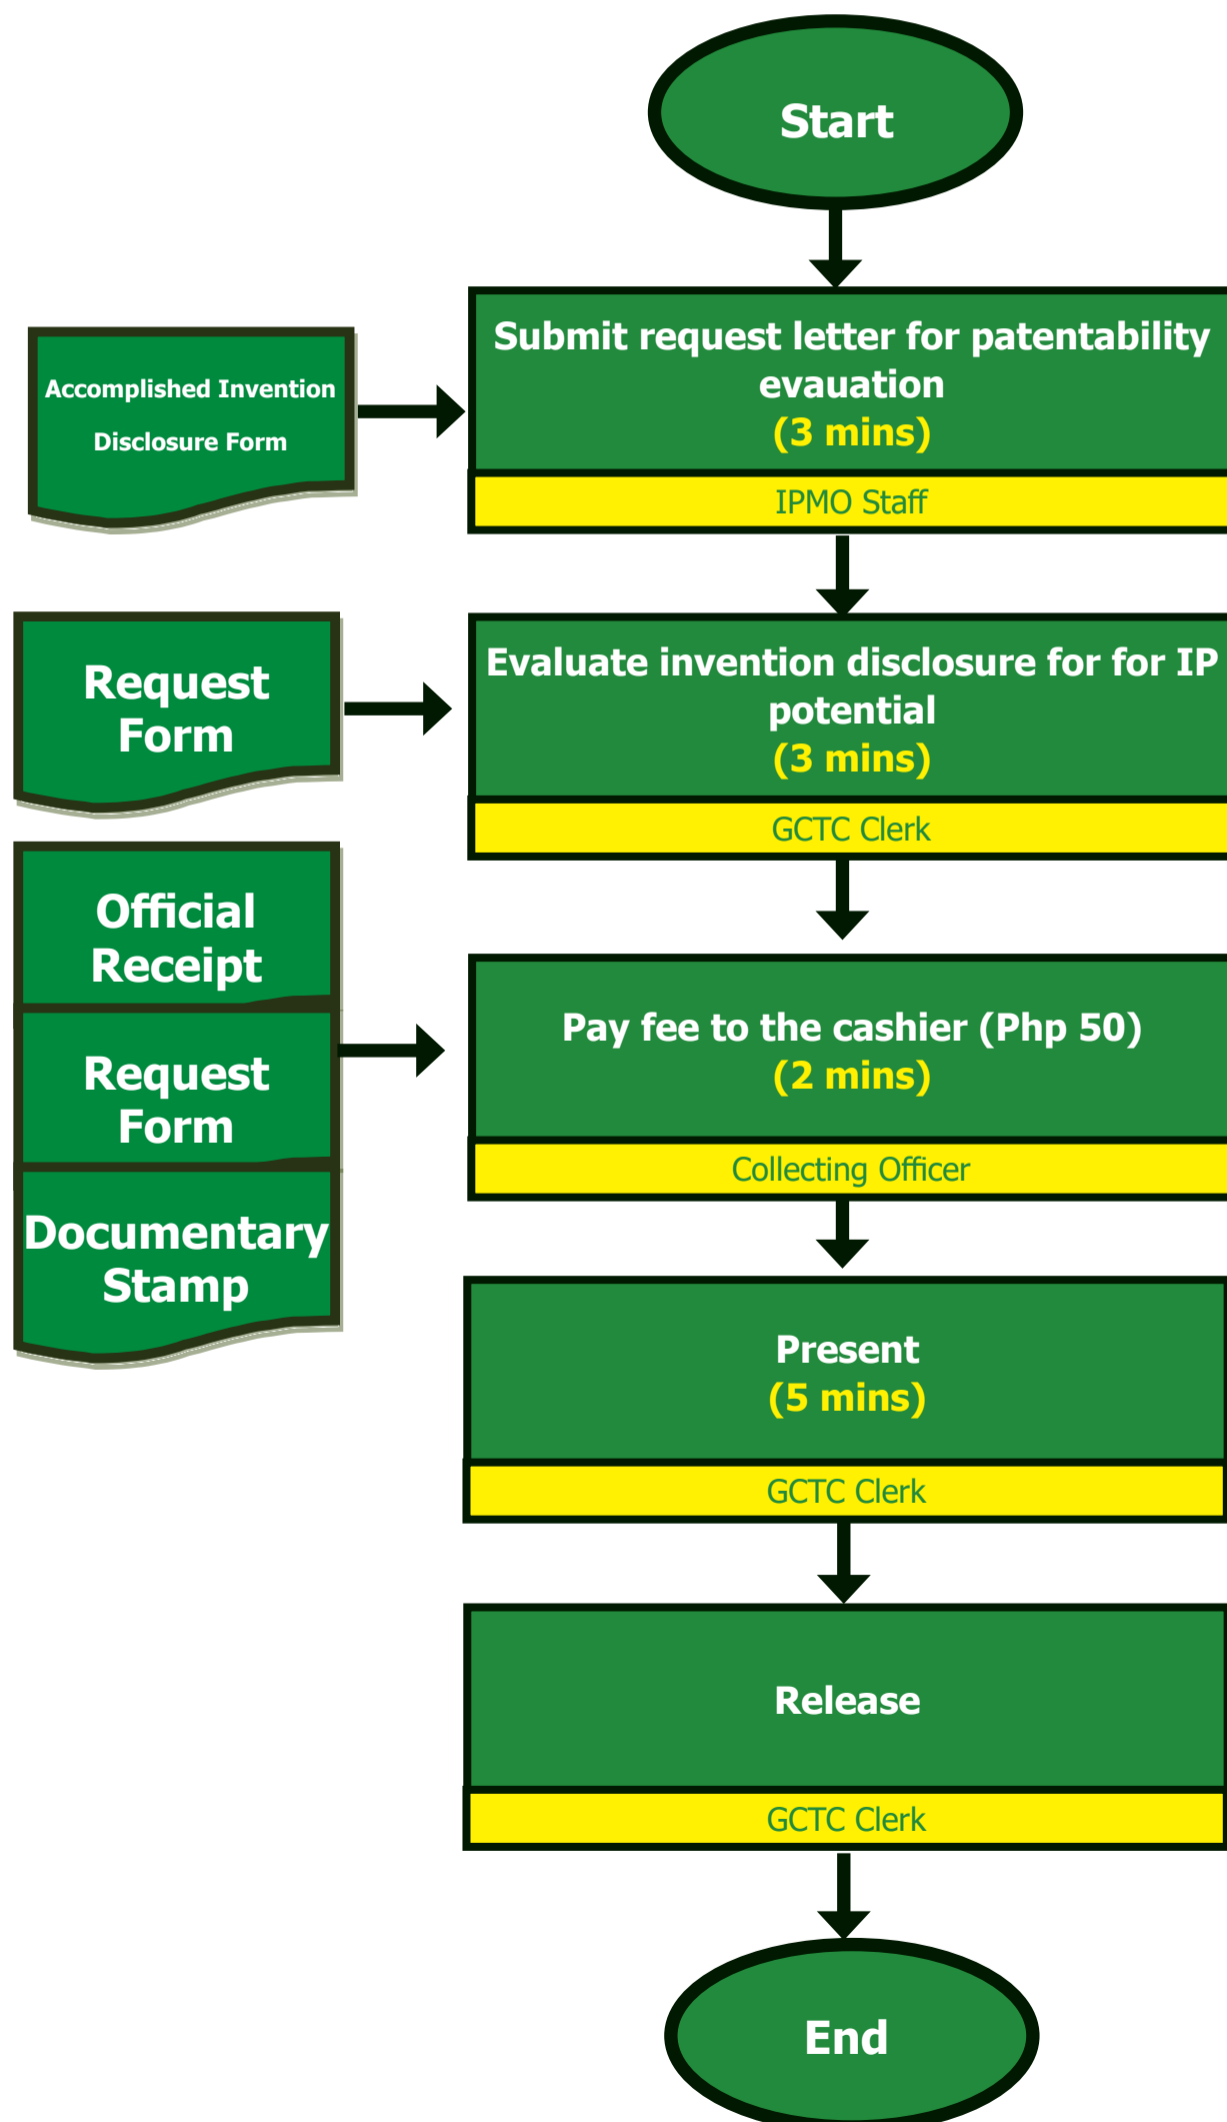 Start
Accomplished Invention
Disclosure Form
Submit request letter for patentability
evauation
(3 mins)
IPMO Staff
Request
Form
Evaluate invention disclosure for for IP
potential
(3 mins)
GCTC Clerk
Official
Receipt
Request
Form
Documentary
Stamp
Pay fee to the cashier (Php 50)
(2 mins)
Collecting Officer
Present
(5 mins)
GCTC Clerk
Release
GCTC Clerk
End